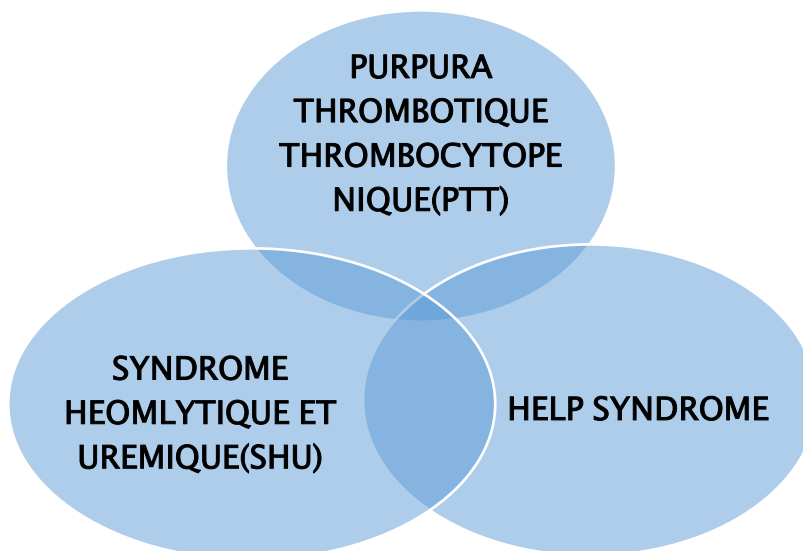 PURPURA
THROMBOTIQUE
THROMBOCYTOPE
NIQUE(PTT)
SYNDROME
HEOMLYTIQUE ET
UREMIQUE(SHU)
HELP SYNDROME